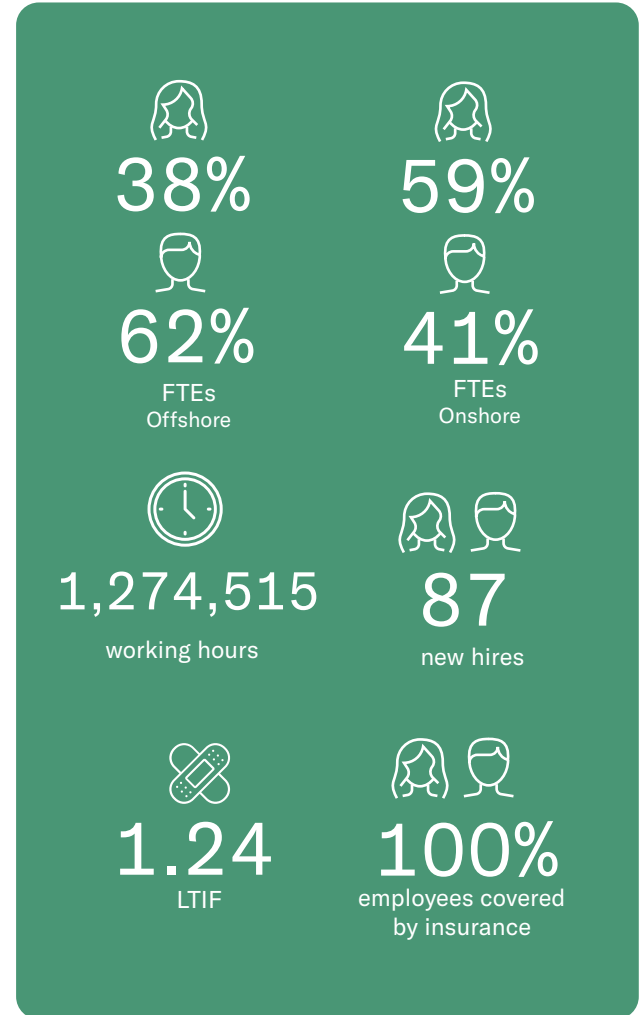 38%
62%
FTEs
Offshore
59%
41%
FTEs
Onshore
1,274,515
working hours
87
new hires
1.24
LTIF
100%
employees covered
by insurance